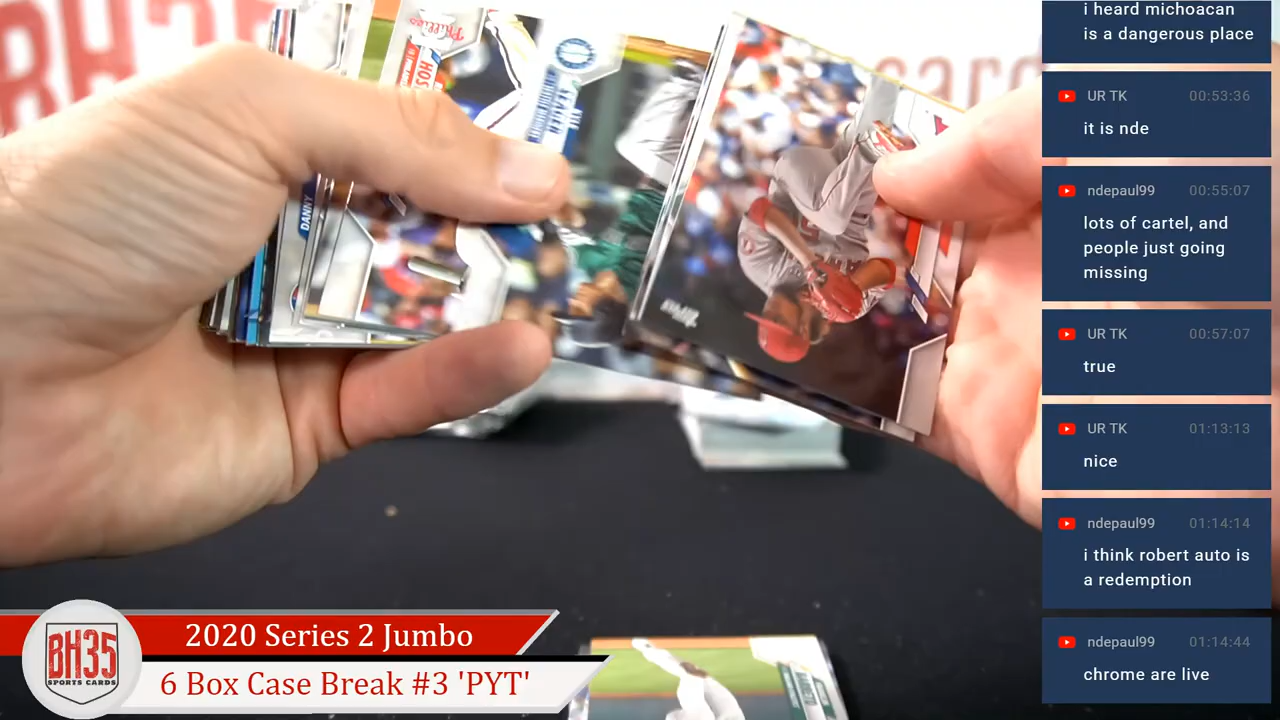 BH35
card
Phillies
DANNY
Topps
i heard michoacan
is a dangerous place
UR TK 00:53:36
it is nde
ndepaul99 00:55:07
lots of cartel, and
people just going
missing
UR TK 00:57:07
true
UR TK 01:13:13
nice
ndepaul99 01:14:14
i think robert auto is
a redemption
ndepaul99 01:14:44
chrome are live
BH35
SPORTS CARDS
2020 Series 2 Jumbo
6 Box Case Break #3 'PYT'